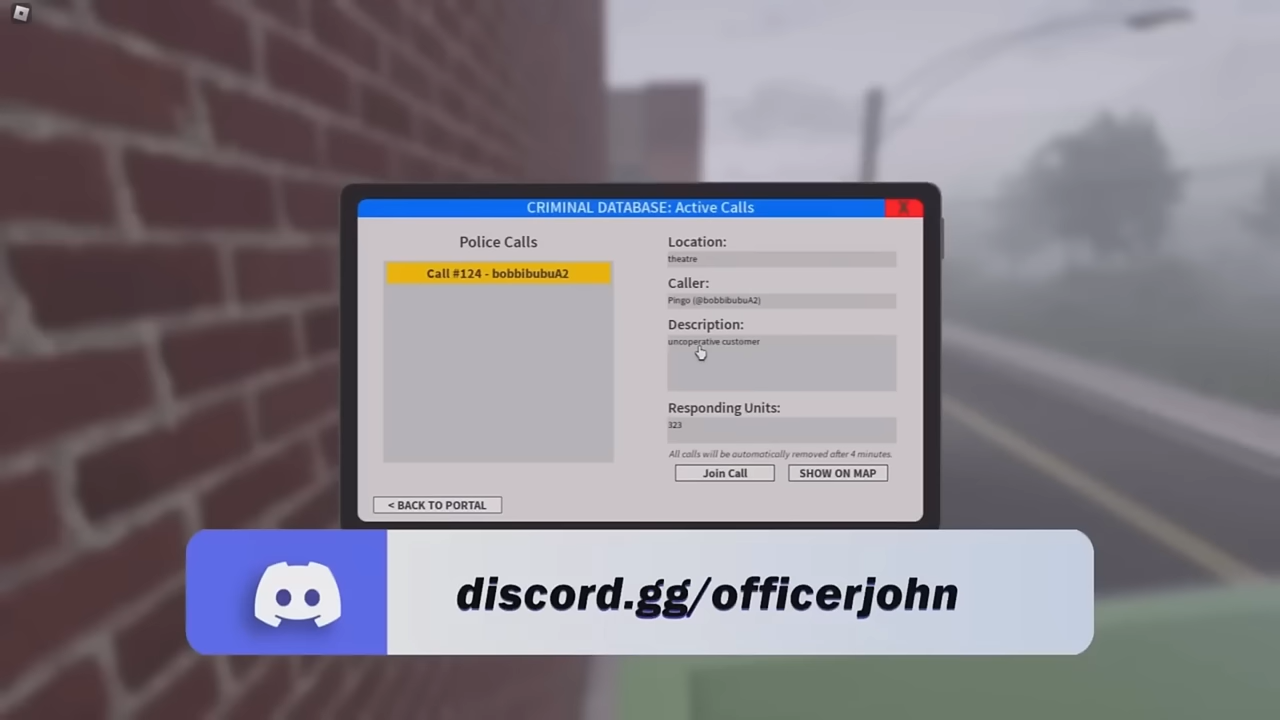 CRIMINAL DATABASE: Active Calls
X
Police Calls
Call #124 - bobbibubuA2
< BACK TO PORTAL
Location:
theatre
Caller:
Pingo (@bobbibubuA2)
Description:
uncoperative customer
Responding Units:
323
All calls will be automatically removed after 4 minutes.
Join Call
SHOW ON MAP
discord.gg/officerjohn